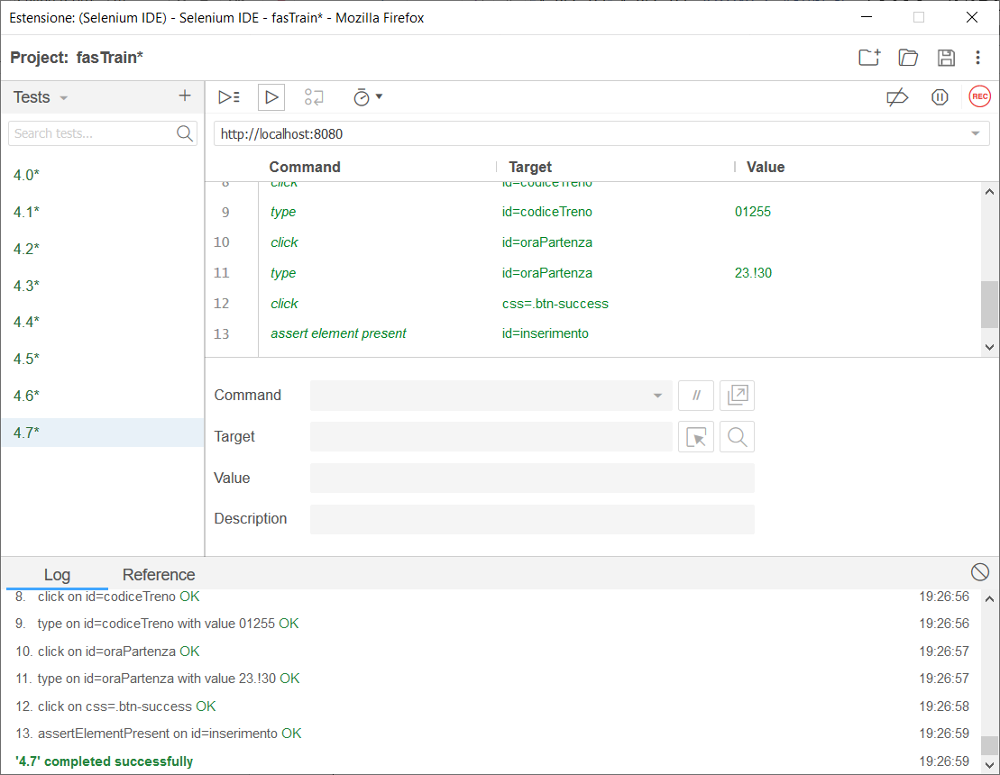 Estensione: (Selenium IDE) - Selenium IDE - fasTrain* - Mozilla Firefox
Project: fasTrain*
Tests
REC
Search tests...
http://localhost:8080
Command Target Value
4.0*
4.1*
4.2*
4.3*
4.4*
4.5*
4.6*
4.7*
8 click id=codiceTreno
9 type id=codiceTreno 01255
10 click id=oraPartenza
11 type id=oraPartenza 23.!30
12 click css=.btn-success
13 assert element present id=inserimento
Command //
Target
Value
Description
Log Reference
8. click on id=codiceTreno OK 19:26:56
9. type on id=codiceTreno with value 01255 OK 19:26:56
10. click on id=oraPartenza OK 19:26:57
11. type on id=oraPartenza with value 23.!30 OK 19:26:57
12. click on css=.btn-success OK 19:26:58
13. assertElementPresent on id=inserimento OK 19:26:59
'4.7' completed successfully 19:26:59